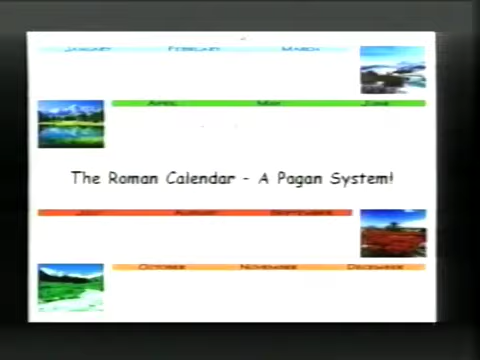 JANUARY FEBRUARY MARCH
APRIL MAY JUNE
The Roman Calendar - A Pagan System!
JULY AUGUST SEPTEMBER
OCTOBER NOVEMBER DECEMBER